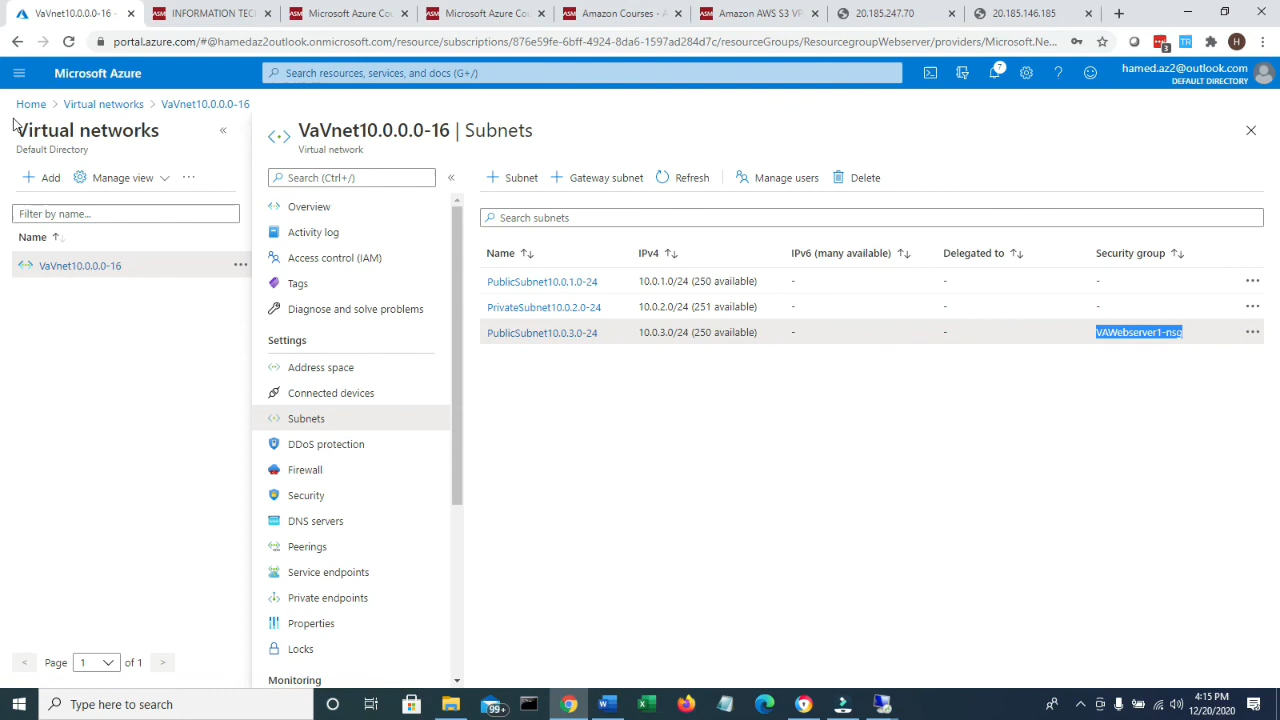 VaVnet10.0.0.0-16 -
INFORMATION TEC
Microsoft Azure Co
Microsoft Azure Co
Amazon Courses - A
Amazon AWS S3 VP
20.185.247.70
20.185.146.185
portal.azure.com/#@hamedaz2outlook.onmicrosoft.com/resource/subscriptions/876e59fe-6bff-4924-8da6-1597ad284d7c/resourceGroups/ResourcegroupWebserver/providers/Microsoft.Ne...
Microsoft Azure
Search resources, services, and docs (G+/)
7
hamed.az2@outlook.com
DEFAULT DIRECTORY
Home > Virtual networks > VaVnet10.0.0.0-16
Virtual networks
Default Directory
Add
Manage view
Filter by name...
Name
VaVnet10.0.0.0-16
Page 1 of 1
VaVnet10.0.0.0-16 | Subnets
Virtual network
Search (Ctrl+/)
Overview
Activity log
Access control (IAM)
Tags
Diagnose and solve problems
Settings
Address space
Connected devices
Subnets
DDoS protection
Firewall
Security
DNS servers
Peerings
Service endpoints
Private endpoints
Properties
Locks
Monitoring
Subnet
Gateway subnet
Refresh
Manage users
Delete
Search subnets
Name IPv4 IPv6 (many available) Delegated to Security group
PublicSubnet10.0.1.0-24 10.0.1.0/24 (250 available) - - -
PrivateSubnet10.0.2.0-24 10.0.2.0/24 (251 available) - - -
PublicSubnet10.0.3.0-24 10.0.3.0/24 (250 available) - - VAWebserver1-nsg
Type here to search
99+
4:15 PM
12/20/2020